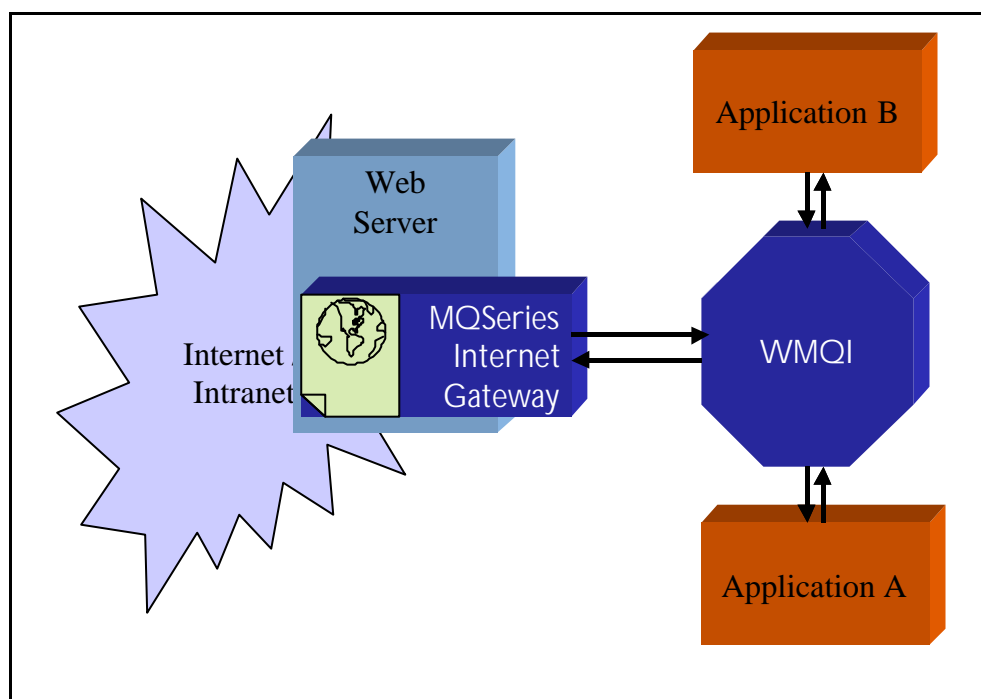 Application B
Web
Server
MQSeries
Internet
Gateway
Internet /
Intranet
WMQI
Application A